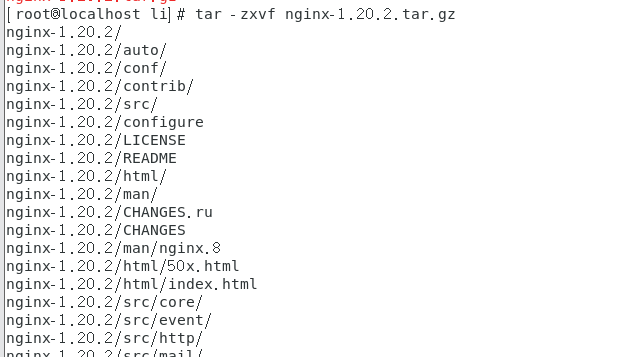 [root@localhost li]# tar -zxvf nginx-1.20.2.tar.gz
nginx-1.20.2/
nginx-1.20.2/auto/
nginx-1.20.2/conf/
nginx-1.20.2/contrib/
nginx-1.20.2/src/
nginx-1.20.2/configure
nginx-1.20.2/LICENSE
nginx-1.20.2/README
nginx-1.20.2/html/
nginx-1.20.2/man/
nginx-1.20.2/CHANGES.ru
nginx-1.20.2/CHANGES
nginx-1.20.2/man/nginx.8
nginx-1.20.2/html/50x.html
nginx-1.20.2/html/index.html
nginx-1.20.2/src/core/
nginx-1.20.2/src/event/
nginx-1.20.2/src/http/
nginx-1.20.2/src/mail/